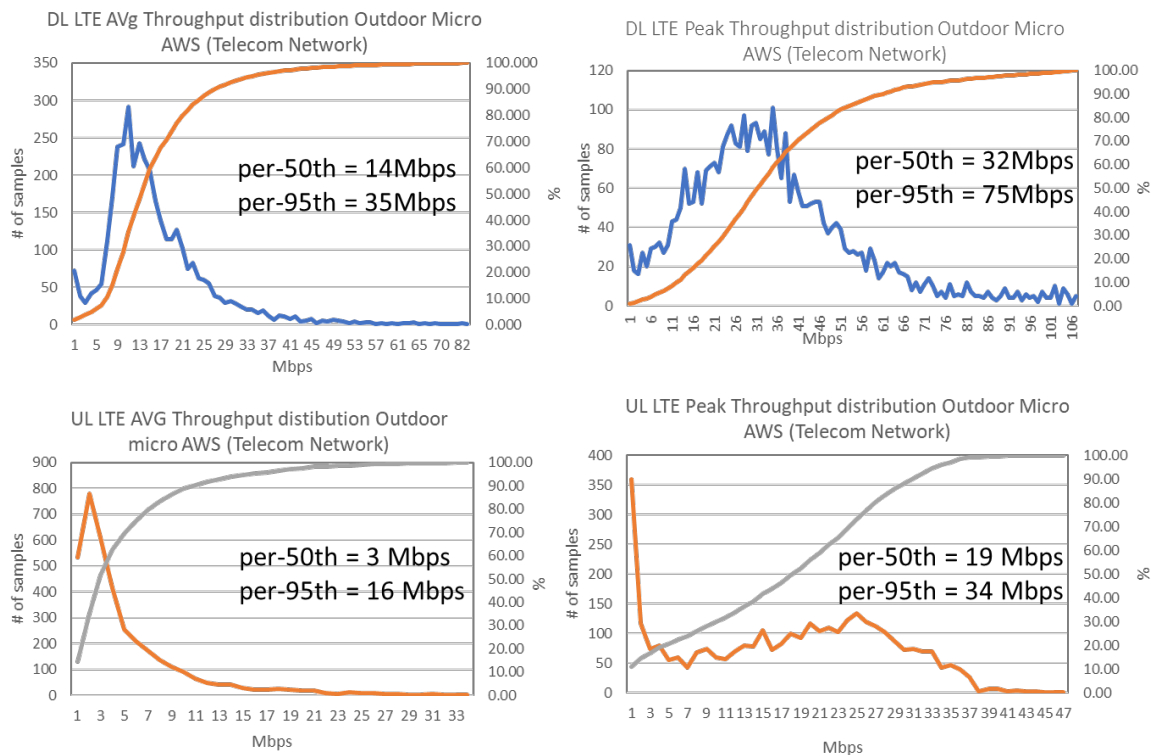 DL LTE AVg Throughput distribution Outdoor Micro
AWS (Telecom Network)
350
300
250
200
150
100
50
0
# of samples
100.000
90.000
80.000
70.000
60.000
50.000
40.000
30.000
20.000
10.000
0.000
%
per-50th = 14Mbps
per-95th = 35Mbps
1 5 9 13 17 21 25 29 33 37 41 45 49 53 57 61 65 70 82
Mbps
DL LTE Peak Throughput distribution Outdoor Micro
AWS (Telecom Network)
120
100
80
60
40
20
0
# of samples
100.00
90.00
80.00
70.00
60.00
50.00
40.00
30.00
20.00
10.00
0.00
%
per-50th = 32Mbps
per-95th = 75Mbps
1 6 11 16 21 26 31 36 41 46 51 56 61 66 71 76 81 86 91 96 101 106
Mbps
UL LTE AVG Throughput distibution Outdoor
micro AWS (Telecom Network)
900
800
700
600
500
400
300
200
100
0
# of samples
100.00
90.00
80.00
70.00
60.00
50.00
40.00
30.00
20.00
10.00
0.00
%
per-50th = 3 Mbps
per-95th = 16 Mbps
1 3 5 7 9 11 13 15 17 19 21 23 25 27 29 31 33
Mbps
UL LTE Peak Throughput distribution Outdoor Micro
AWS (Telecom Network)
400
350
300
250
200
150
100
50
0
# of samples
100.00
90.00
80.00
70.00
60.00
50.00
40.00
30.00
20.00
10.00
0.00
%
per-50th = 19 Mbps
per-95th = 34 Mbps
1 3 5 7 9 11 13 15 17 19 21 23 25 27 29 31 33 35 37 39 41 43 45 47
Mbps